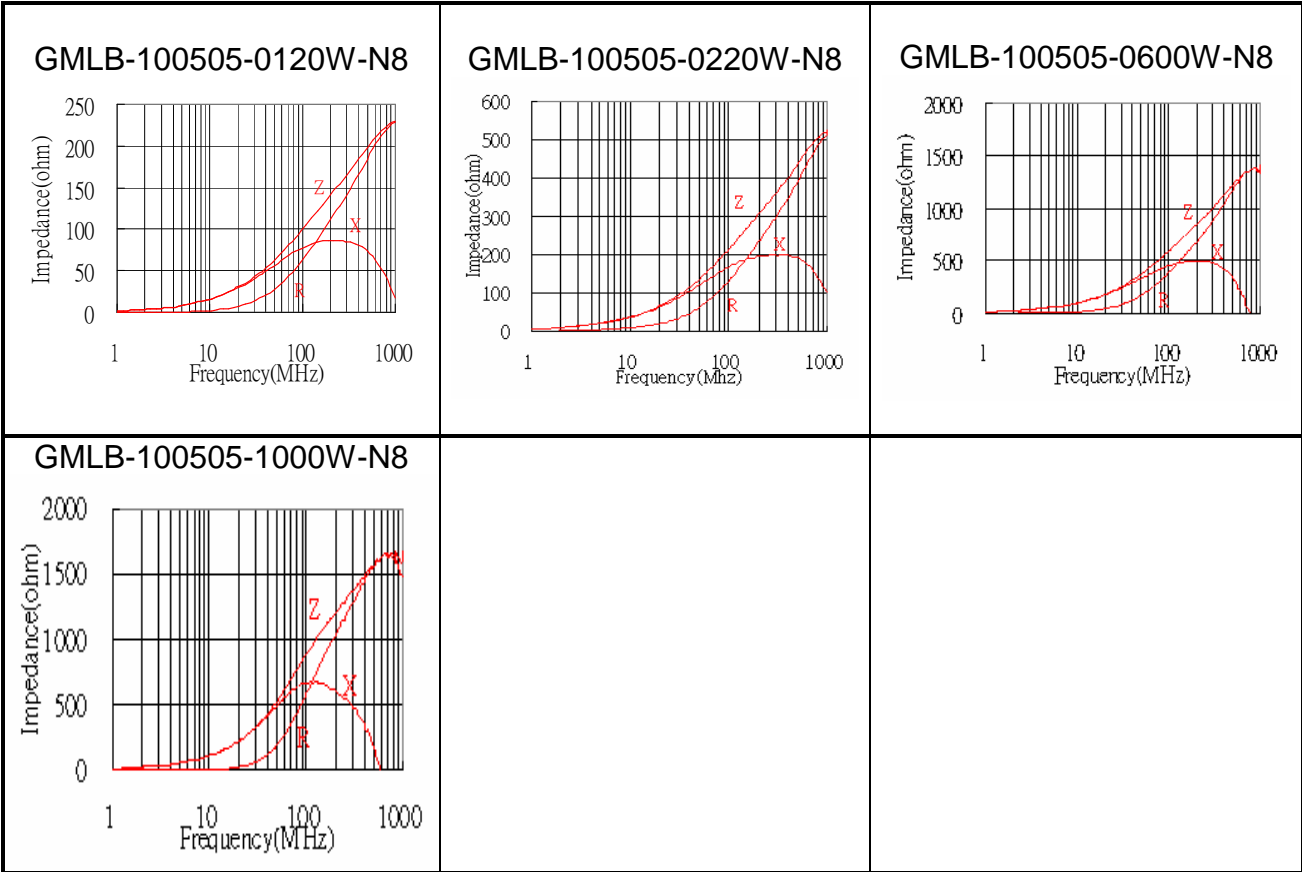 GMLB-100505-0120W-N8
250
200
150
100
50
0
Impedance(ohm)
Z
X
R
1 10 100 1000
Frequency(MHz)
GMLB-100505-0220W-N8
600
500
400
300
200
100
0
Impedance(ohm)
Z
X
R
1 10 100 1000
Frequency(Mhz)
GMLB-100505-0600W-N8
2000
1500
1000
500
0
Impedance(ohm)
Z
X
R
1 10 100 1000
Frequency(MHz)
GMLB-100505-1000W-N8
2000
1500
1000
500
0
Impedance(ohm)
Z
X
R
1 10 100 1000
Frequency(MHz)